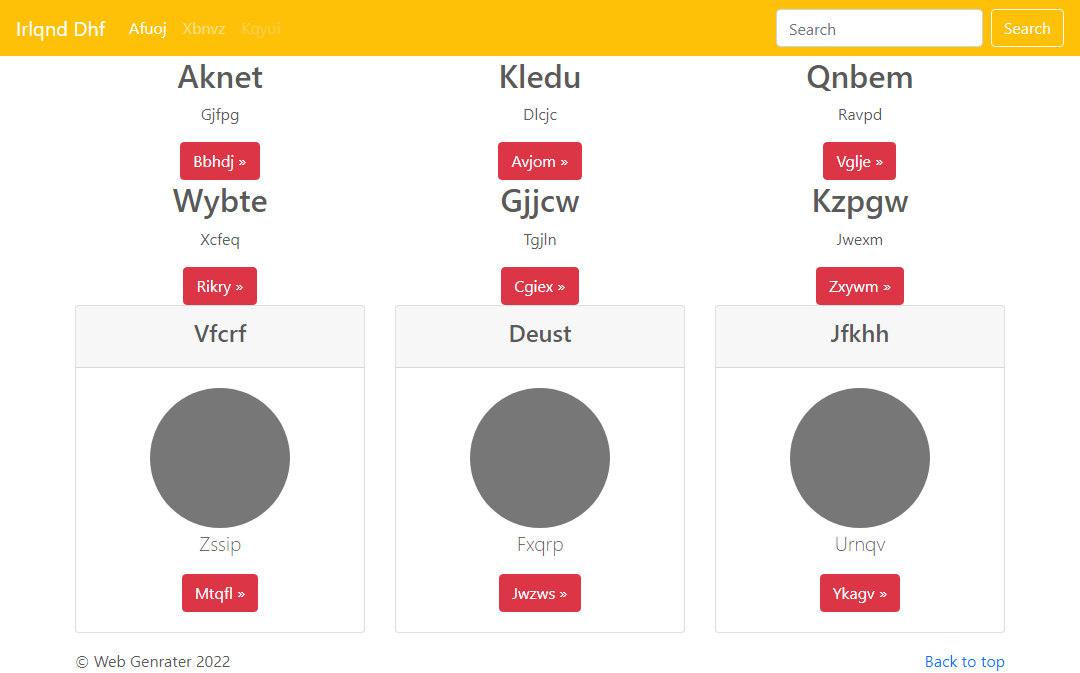 Irlqnd Dhf Afuoj Xbnvz Kqyui Search Search
Aknet Kledu Qnbem
Gjfpg Dlcjc Ravpd
Bbhdj » Avjom » Vglje »
Wybte Gjjcw Kzpgw
Xcfeq Tgjln Jwexm
Rikry » Cgiex » Zxywm »
Vfcrf Deust Jfkhh
Zssip Fxqrp Urnqv
Mtqfl » Jwzws » Ykagv »
© Web Genrater 2022 Back to top